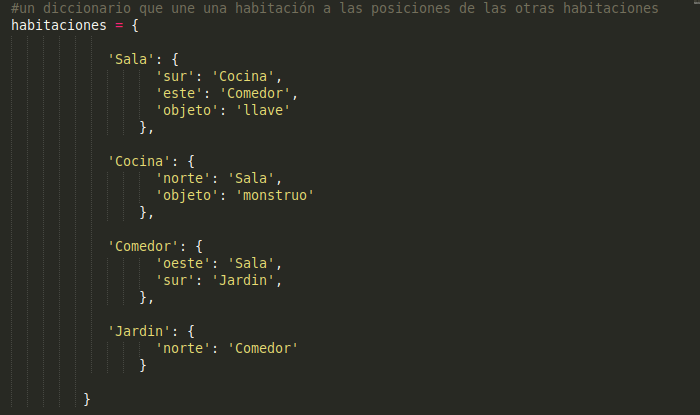 #un diccionario que une una habitación a las posiciones de las otras habitaciones
habitaciones = {
'Sala': {
'sur': 'Cocina',
'este': 'Comedor',
'objeto': 'llave'
},
'Cocina': {
'norte': 'Sala',
'objeto': 'monstruo'
},
'Comedor': {
'oeste': 'Sala',
'sur': 'Jardin',
},
'Jardin': {
'norte': 'Comedor'
}
}